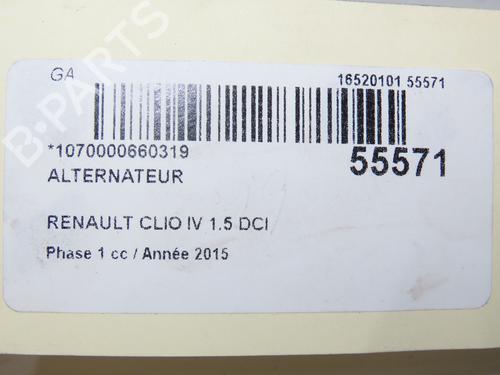 B-PARTS
GA
16520101 55571
*1070000660319
55571
ALTERNATEUR
RENAULT CLIO IV 1.5 DCI
Phase 1 cc / Année 2015